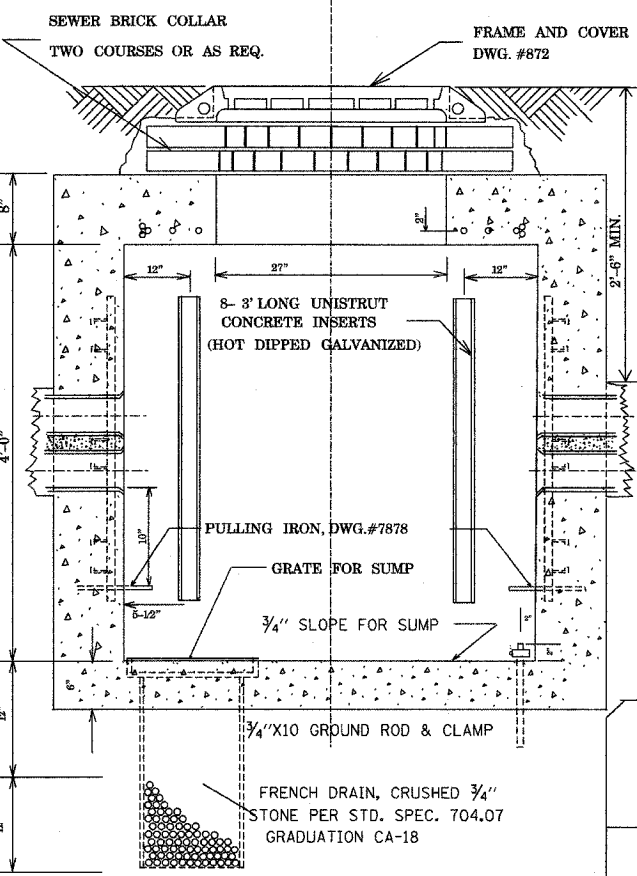 SEWER BRICK COLLAR
TWO COURSES OR AS REQ.
FRAME AND COVER
DWG. #872
8"
2"
2'-6" MIN.
12"
27"
12"
8- 3' LONG UNISTRUT
CONCRETE INSERTS
(HOT DIPPED GALVANIZED)
4'-0"
10"
PULLING IRON, DWG.#7878
GRATE FOR SUMP
5-1/2"
3/4" SLOPE FOR SUMP
2"
6"
12"
3/4"X10 GROUND ROD & CLAMP
FRENCH DRAIN, CRUSHED 3/4"
STONE PER STD. SPEC. 704.07
GRADUATION CA-18